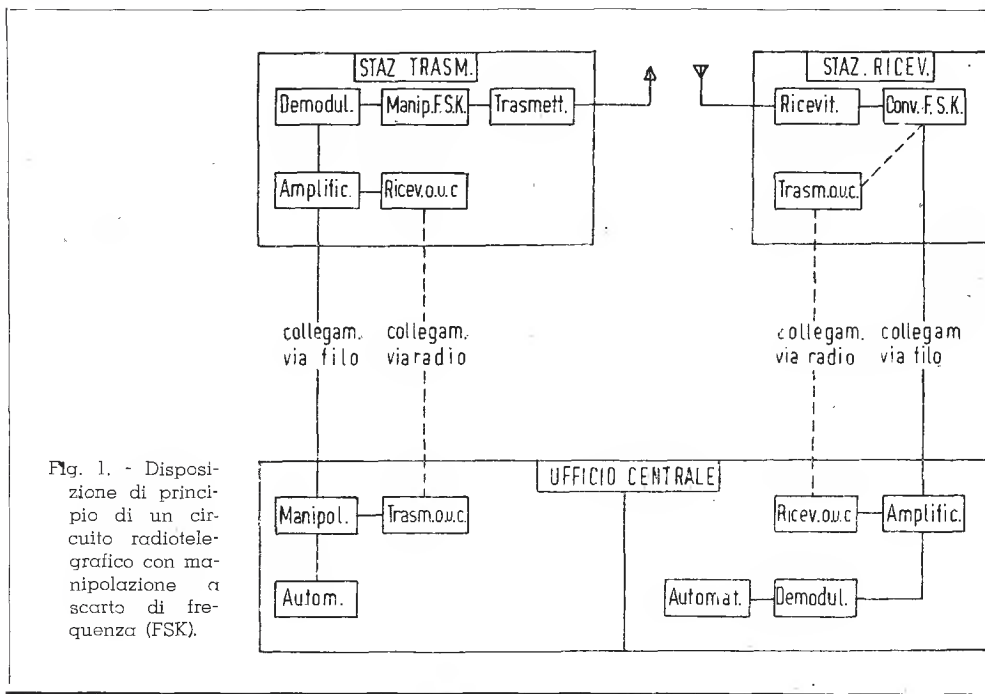 STAZ TRASM.
STAZ. RICEV.
Demodul.
Manip.F.S.K.
Trasmett.
Ricevit.
Conv.F.S.K.
Amplific.
Ricev.o.u.c
Trasm.o.u.c.
collegam.
via filo
collegam.
via radio
collegam.
via radio
collegam
via filo
Fig. 1. - Disposi-
zione di princi-
pio di un cir-
cuito radiotele-
grafico con ma-
nipolazione a
scarto di fre-
quenza (FSK).
UFFICIO CENTRALE
Manipol.
Trasm.o.u.c.
Ricev.o.u.c
Amplific.
Autom.
Automat.
Demodul.